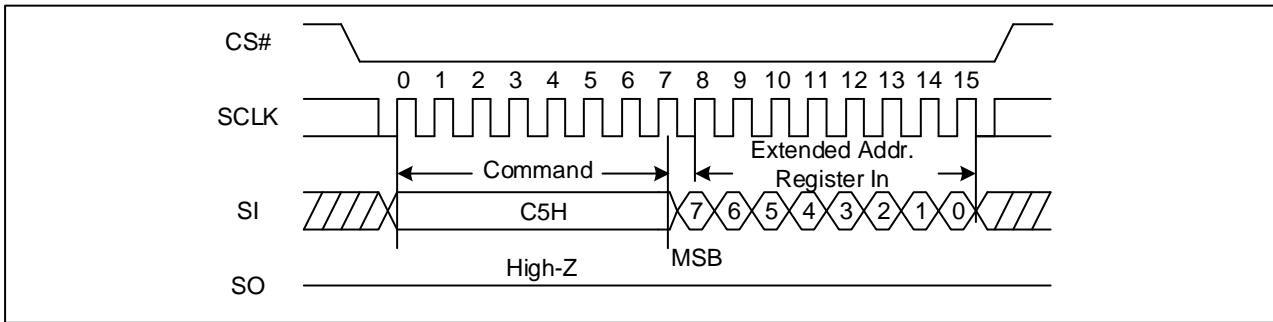 CS#
0 1 2 3 4 5 6 7 8 9 10 11 12 13 14 15
SCLK
Command
Extended Addr.
Register In
SI
C5H
7 6 5 4 3 2 1 0
High-Z
MSB
SO